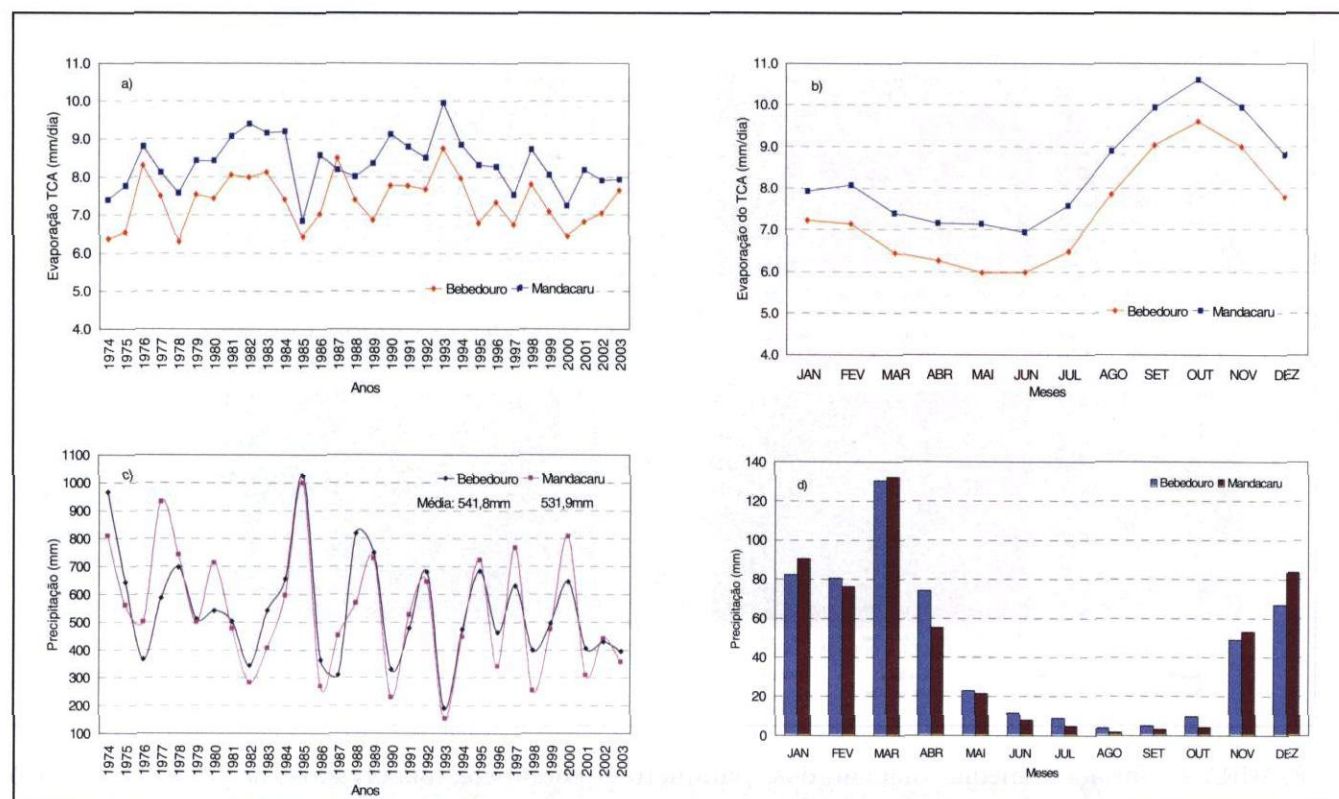 a)
11.0
10.0
9.0
8.0
7.0
6.0
5.0
4.0
Evaporação TCA (mm/dia)
Bebedouro Mandacaru
1974 1975 1976 1977 1978 1979 1980 1981 1982 1983 1984 1985 1986 1987 1988 1989 1990 1991 1992 1993 1994 1995 1996 1997 1998 1999 2000 2001 2002 2003
Anos
b)
11.0
10.0
9.0
8.0
7.0
6.0
5.0
4.0
Evaporação do TCA (mm/dia)
Bebedouro Mandacaru
JAN FEV MAR ABR MAI JUN JUL AGO SET OUT NOV DEZ
Meses
c)
1100
1000
900
800
700
600
500
400
300
200
100
Precipitação (mm)
Bebedouro Mandacaru
Média: 541,8mm 531,9mm
1974 1975 1976 1977 1978 1979 1980 1981 1982 1983 1984 1985 1986 1987 1988 1989 1990 1991 1992 1993 1994 1995 1996 1997 1998 1999 2000 2001 2002 2003
Anos
d)
140
120
100
80
60
40
20
0
Precipitação (mm)
Bebedouro Mandacaru
JAN FEV MAR ABR MAI JUN JUL AGO SET OUT NOV DEZ
Meses